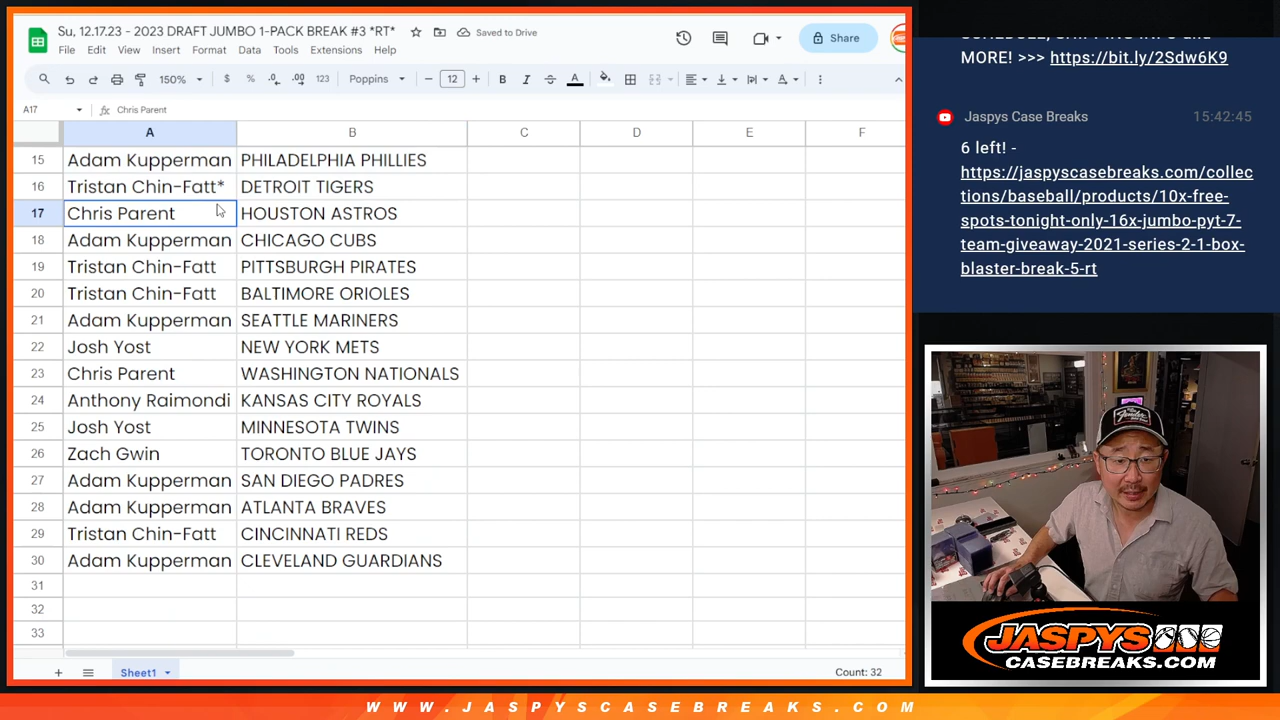 Su, 12.17.23 - 2023 DRAFT JUMBO 1-PACK BREAK #3 *RT*
Saved to Drive
File Edit View Insert Format Data Tools Extensions Help
Share
150% $ % .0 .00 123 Poppins 12 B I S A
A17 fx Chris Parent
A B C D E F
15 Adam Kupperman PHILADELPHIA PHILLIES
16 Tristan Chin-Fatt* DETROIT TIGERS
17 Chris Parent HOUSTON ASTROS
18 Adam Kupperman CHICAGO CUBS
19 Tristan Chin-Fatt PITTSBURGH PIRATES
20 Tristan Chin-Fatt BALTIMORE ORIOLES
21 Adam Kupperman SEATTLE MARINERS
22 Josh Yost NEW YORK METS
23 Chris Parent WASHINGTON NATIONALS
24 Anthony Raimondi KANSAS CITY ROYALS
25 Josh Yost MINNESOTA TWINS
26 Zach Gwin TORONTO BLUE JAYS
27 Adam Kupperman SAN DIEGO PADRES
28 Adam Kupperman ATLANTA BRAVES
29 Tristan Chin-Fatt CINCINNATI REDS
30 Adam Kupperman CLEVELAND GUARDIANS
31
32
33
Sheet1
Count: 32
MORE! >>> https://bit.ly/2Sdw6K9
Jaspys Case Breaks 15:42:45
6 left! -
https://jaspyscasebreaks.com/collec
tions/baseball/products/10x-free-
spots-tonight-only-16x-jumbo-pyt-7-
team-giveaway-2021-series-2-1-box-
blaster-break-5-rt
JASPYS
CASEBREAKS.COM
WWW.JASPYSCASEBREAKS.COM